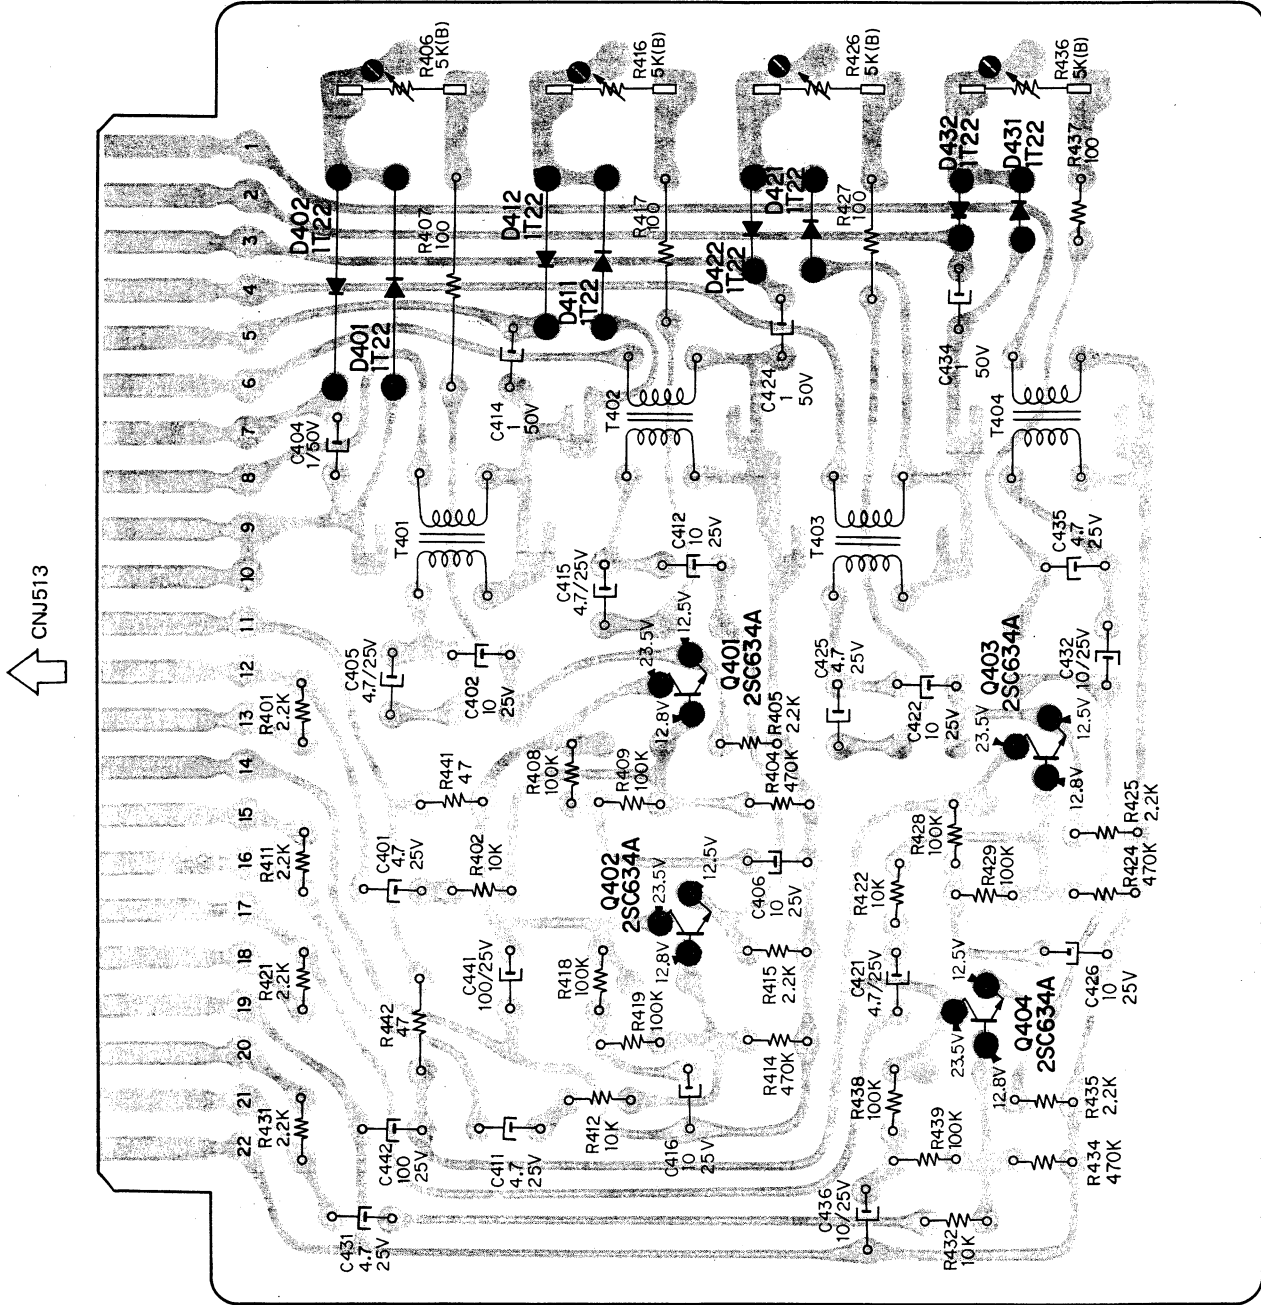 CNJ513
1
2
3
4
5
6
7
8
9
10
11
12
13
14
15
16
17
18
19
20
21
22
R406
5K(B)
R416
5K(B)
R426
5K(B)
R436
5K(B)
D402
1T22
D401
1T22
R407
100
D412
1T22
D411
1T22
R417
100
D422
1T22
D421
1T22
R427
100
D432
1T22
D431
1T22
R437
100
C404
1/50V
C414
1
50V
T402
C424
1
50V
C434
1
50V
T404
T401
C415
4.7/25V
C412
10
25V
T403
C435
4.7
25V
R401
2.2K
C405
4.7/25V
C402
10
25V
23.5V
12.5V
12.8V
Q401
2SC634A
C425
4.7
25V
C422
10
25V
Q403
2SC634A
23.5V
12.5V
12.8V
C432
10/25V
R441
47
R408
100K
R409
100K
R405
2.2K
R404
470K
R411
2.2K
C401
4.7
25V
R402
10K
Q402
2SC634A
23.5V
12.5V
12.8V
C406
10
25V
R422
10K
R428
100K
R429
100K
R425
2.2K
R424
470K
R421
2.2K
R442
47
C441
100/25V
R418
100K
R419
100K
R415
2.2K
R414
470K
C421
4.7/25V
12.5V
23.5V
12.8V
Q404
2SC634A
C426
10
25V
R431
2.2K
C442
100
25V
C411
4.7
25V
R412
10K
C416
10
25V
R438
100K
R439
100K
R435
2.2K
R434
470K
C431
4.7
25V
C436
10/25V
R432
10K